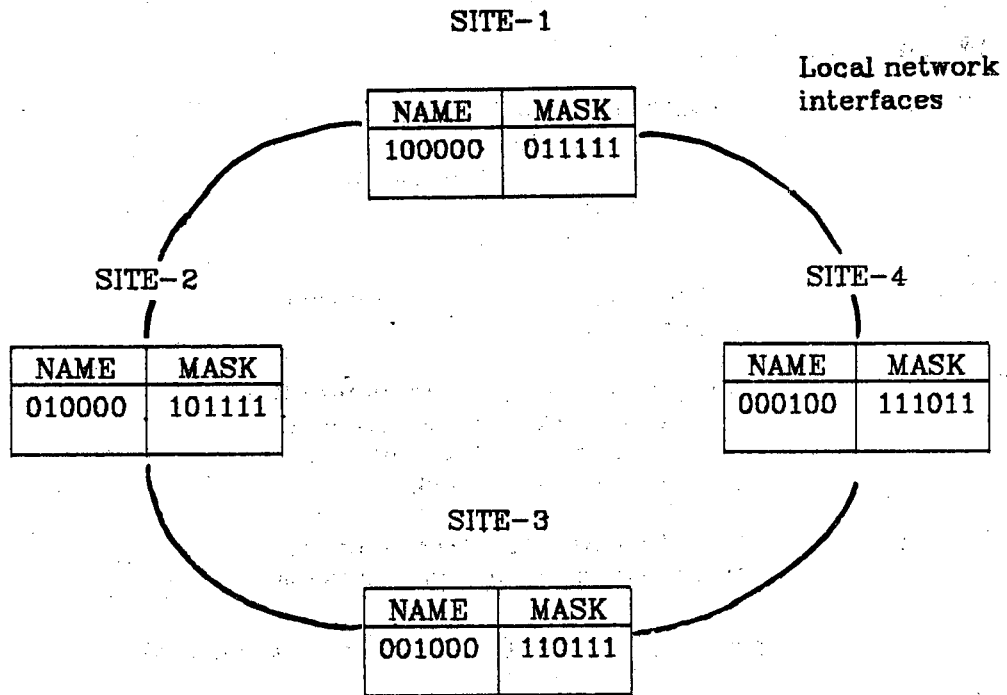 SITE-1
Local network
interfaces
NAME MASK
100000 011111
SITE-2
NAME MASK
010000 101111
SITE-4
NAME MASK
000100 111011
SITE-3
NAME MASK
001000 110111